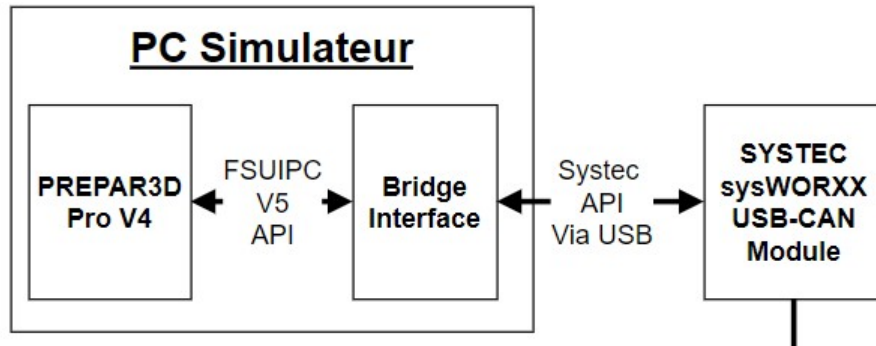 PC Simulateur
PREPAR3D
Pro V4
FSUIPC
V5
API
Bridge
Interface
Systec
API
Via USB
SYSTEC
sysWORXX
USB-CAN
Module